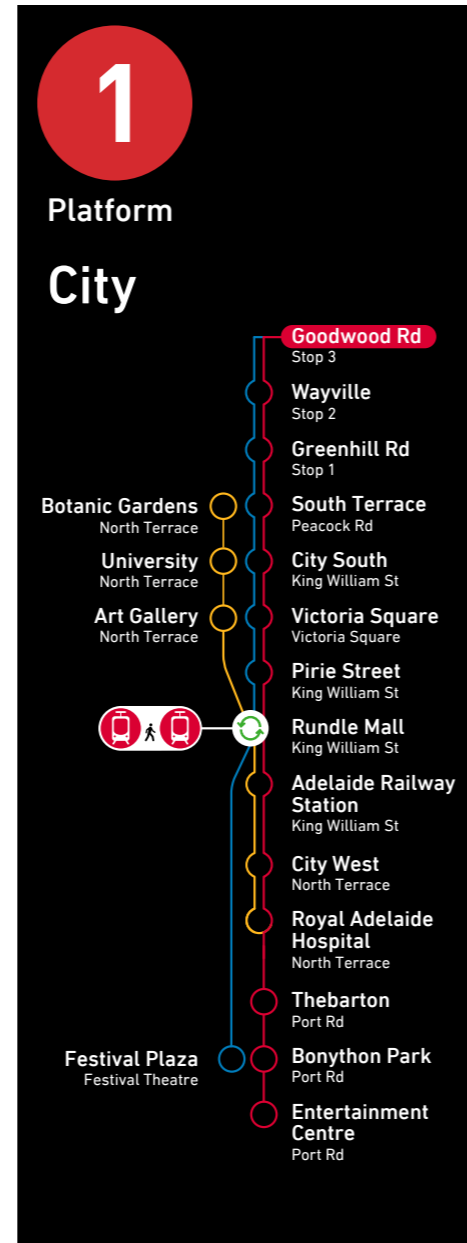 1
Platform
City
Goodwood Rd
Stop 3
Wayville
Stop 2
Greenhill Rd
Stop 1
Botanic Gardens
North Terrace
South Terrace
Peacock Rd
University
North Terrace
City South
King William St
Art Gallery
North Terrace
Victoria Square
Victoria Square
Pirie Street
King William St
Rundle Mall
King William St
Adelaide Railway
Station
King William St
City West
North Terrace
Royal Adelaide
Hospital
North Terrace
Thebarton
Port Rd
Festival Plaza
Festival Theatre
Bonython Park
Port Rd
Entertainment
Centre
Port Rd